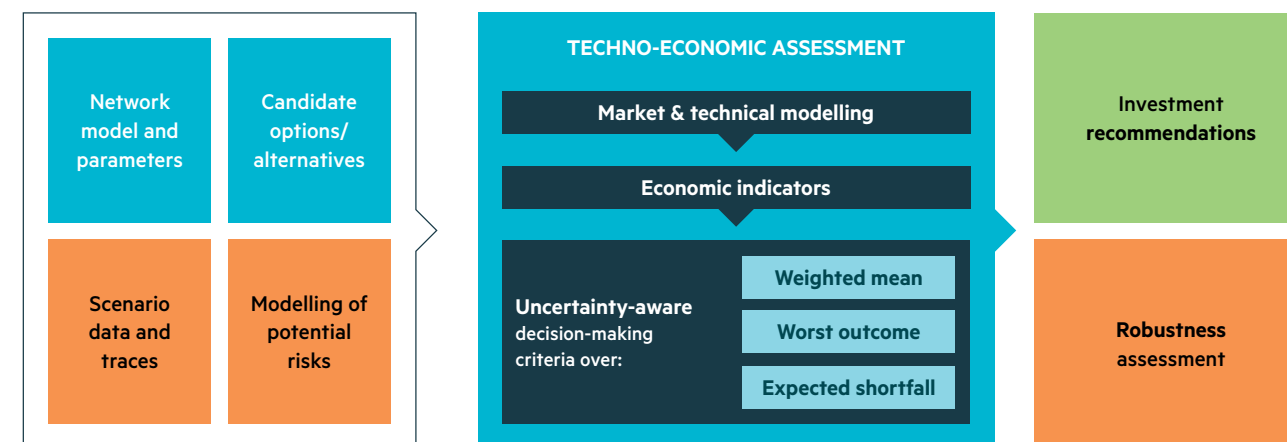 Network
model and
parameters
Candidate
options/
alternatives
Scenario
data and
traces
Modelling of
potential
risks
TECHNO-ECONOMIC ASSESSMENT
Market & technical modelling
Economic indicators
Uncertainty-aware
decision-making
criteria over:
Weighted mean
Worst outcome
Expected shortfall
Investment
recommendations
Robustness
assessment